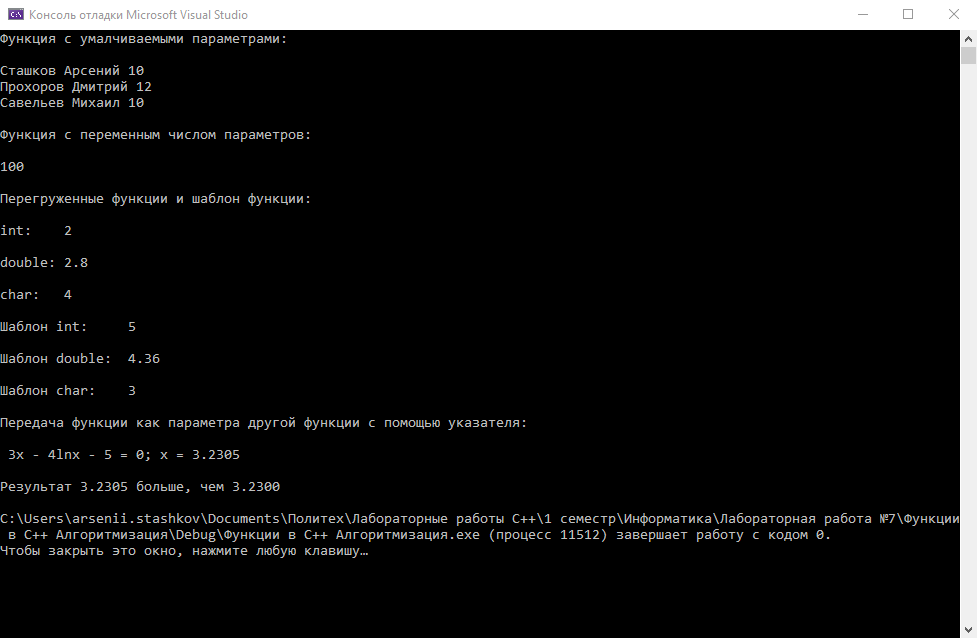 Консоль отладки Microsoft Visual Studio
Функция с умалчиваемыми параметрами:
Сташков Арсений 10
Прохоров Дмитрий 12
Савельев Михаил 10
Функция с переменным числом параметров:
100
Перегруженные функции и шаблон функции:
int:    2
double: 2.8
char:   4
Шаблон int:     5
Шаблон double:  4.36
Шаблон char:    3
Передача функции как параметра другой функции с помощью указателя:
3x - 4lnx - 5 = 0; x = 3.2305
Результат 3.2305 больше, чем 3.2300
C:\Users\arsenii.stashkov\Documents\Политех\Лабораторные работы C++\1 семестр\Информатика\Лабораторная работа №7\Функции
в C++ Алгоритмизация\Debug\Функции в C++ Алгоритмизация.exe (процесс 11512) завершает работу с кодом 0.
Чтобы закрыть это окно, нажмите любую клавишу…